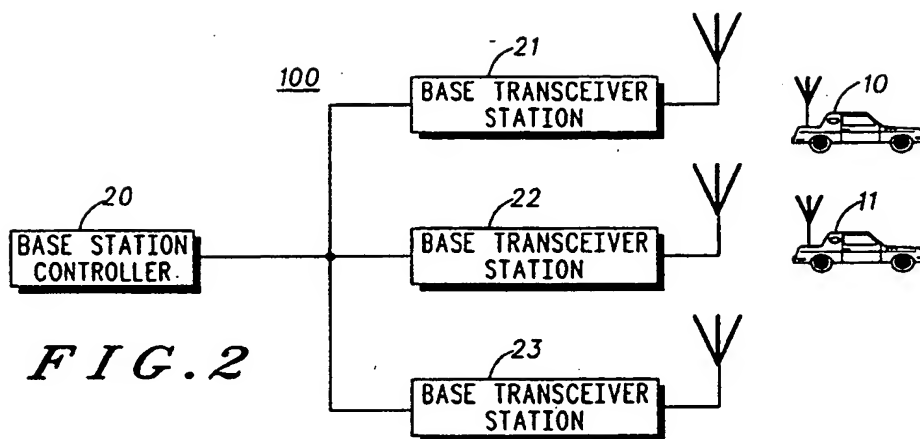 21
100
BASE TRANSCEIVER
STATION
10
20
22
11
BASE STATION
CONTROLLER.
BASE TRANSCEIVER
STATION
FIG.2
23
BASE TRANSCEIVER
STATION